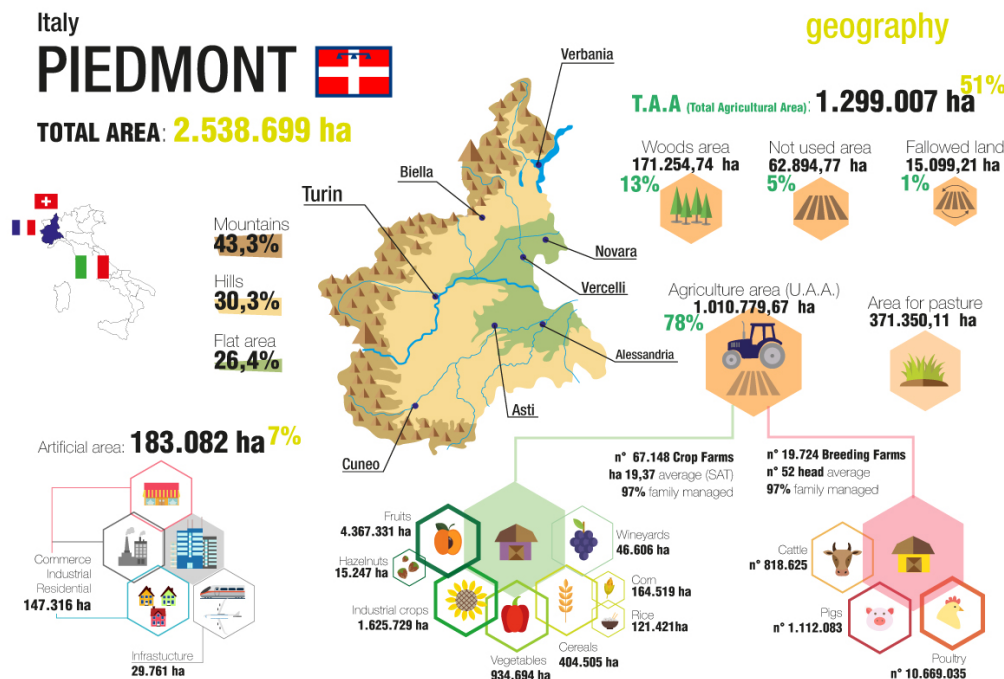 Italy
PIEDMONT
TOTAL AREA: 2.538.699 ha
geography
T.A.A (Total Agricultural Area): 1.299.007 ha 51%
Woods area
171.254,74 ha
13%
Not used area
62.894,77 ha
5%
Fallowed land
15.099,21 ha
1%
Verbania
Biella
Turin
Novara
Vercelli
Alessandria
Asti
Cuneo
Mountains
43,3%
Hills
30,3%
Flat area
26,4%
Agriculture area (U.A.A.)
1.010.779,67 ha
78%
Area for pasture
371.350,11 ha
Artificial area: 183.082 ha 7%
Commerce
Industrial
Residential
147.316 ha
Infrastucture
29.761 ha
n° 67.148 Crop Farms
ha 19,37 average (SAT)
97% family managed
n° 19.724 Breeding Farms
n° 52 head average
97% family managed
Fruits
4.367.331 ha
Hazelnuts
15.247 ha
Industrial crops
1.625.729 ha
Vegetables
934.694 ha
Cereals
404.505 ha
Wineyards
46.606 ha
Corn
164.519 ha
Rice
121.421ha
Cattle
n° 818.625
Pigs
n° 1.112.083
Poultry
n° 10.669.035